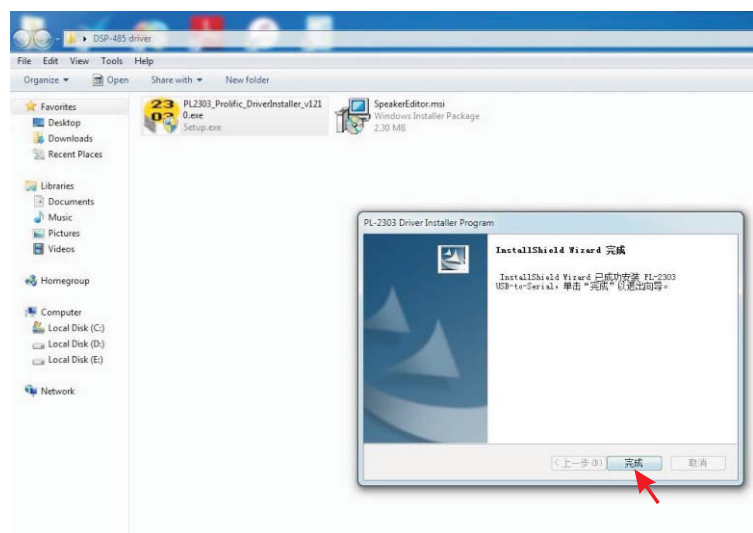 DSP-485 driver
File Edit View Tools Help
Organize Open Share with New folder
Favorites
Desktop
Downloads
Recent Places
Libraries
Documents
Music
Pictures
Videos
Homegroup
Computer
Local Disk (C:)
Local Disk (D:)
Local Disk (E:)
Network
23
03
PL2303_Prolific_DriverInstaller_v121
0.exe
Setup.exe
SpeakerEditor.msi
Windows Installer Package
2.30 MB
PL-2303 Driver Installer Program
InstallShield Wizard 完成
InstallShield Wizard 已成功安装 PL-2303
USB-to-Serial。单击“完成”以退出向导。
<上一步(B) 完成 取消